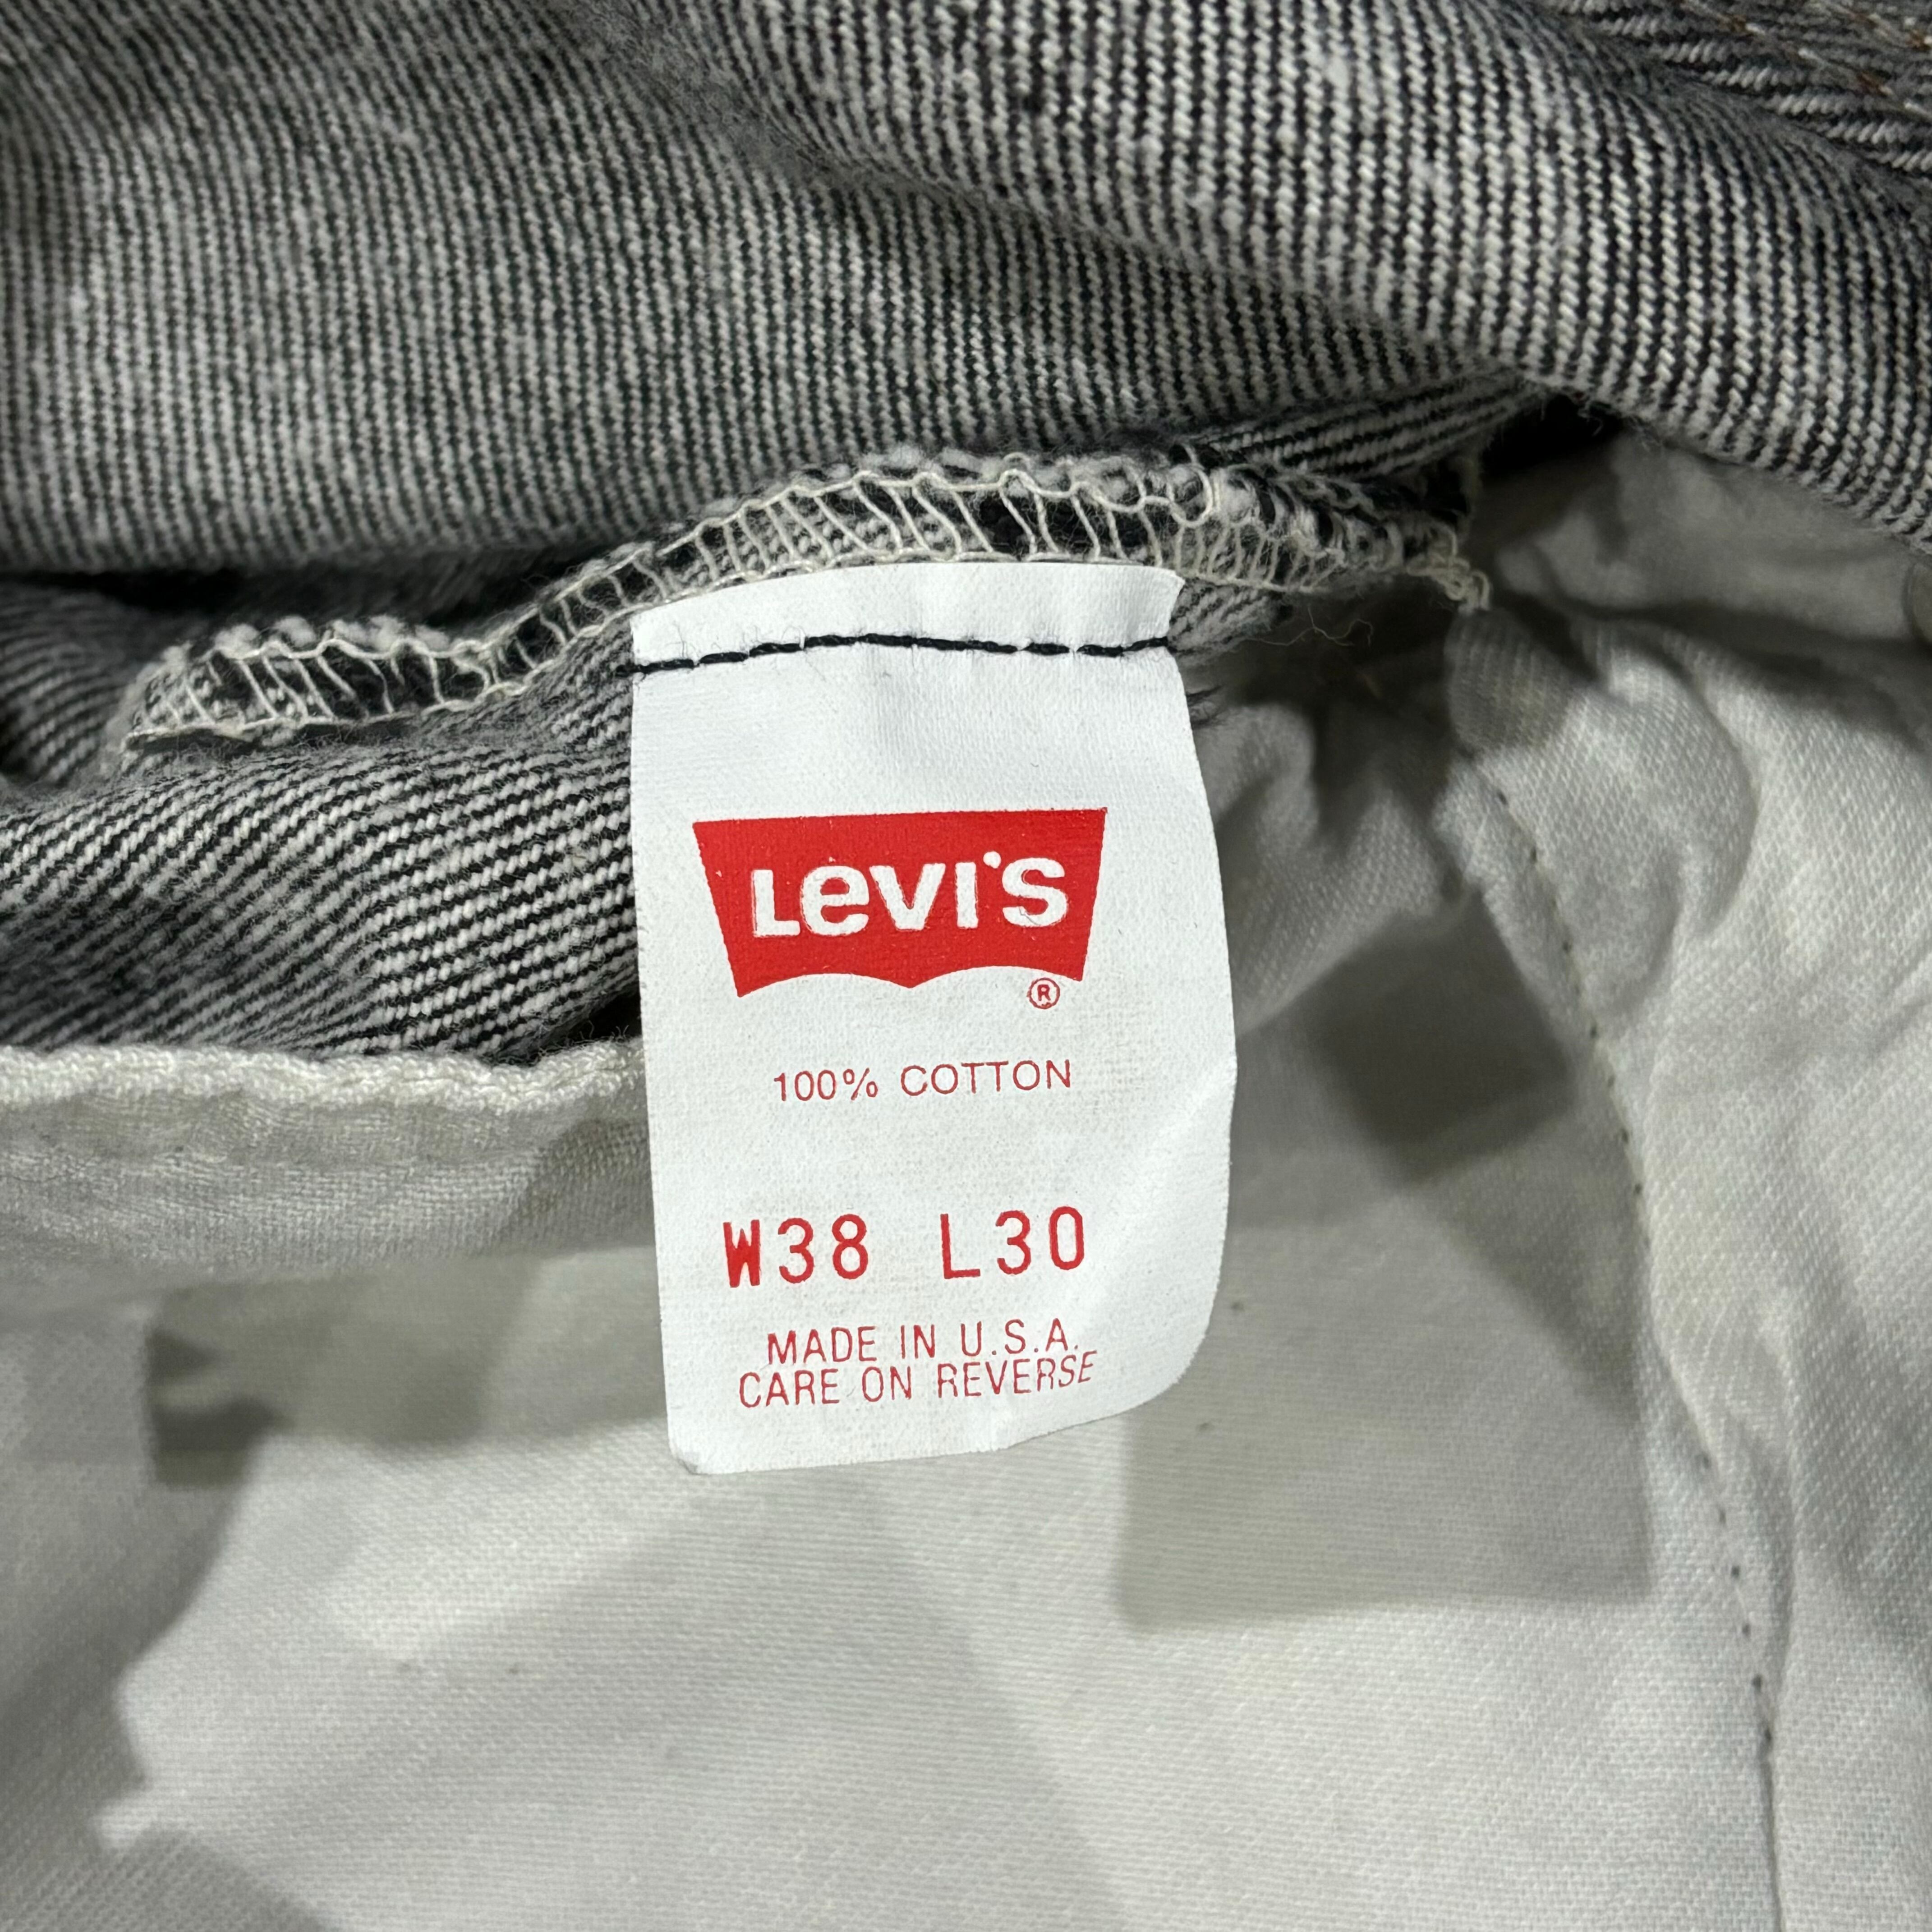 Levi's
®
100% COTTON
W38 L30
MADE IN U.S.A.
CARE ON REVERSE